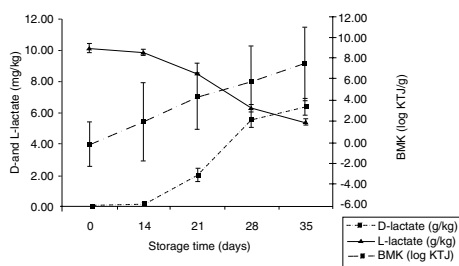 12.00
10.00
8.00
6.00
4.00
2.00
0.00
D-and L-lactate (mg/kg)
12.00
10.00
8.00
6.00
4.00
2.00
0.00
-2.00
-4.00
-6.00
BMK (log KTJ/g)
0 14 21 28 35
Storage time (days)
D-lactate (g/kg)
L-lactate (g/kg)
BMK (log KTJ)